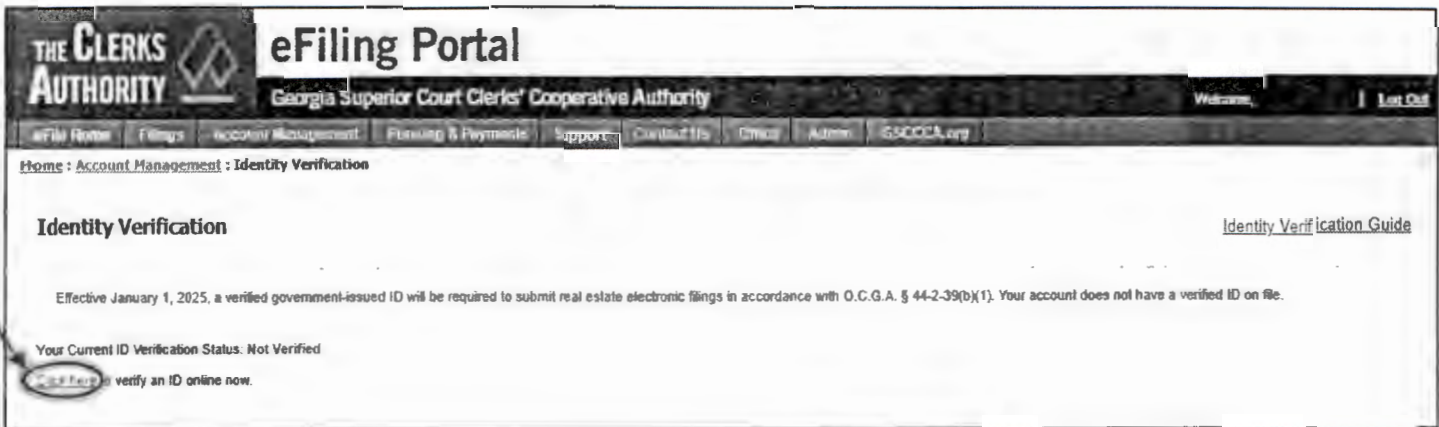 THE CLERKS
AUTHORITY
eFiling Portal
Georgia Superior Court Clerks' Cooperative Authority
Welcome, | Log Out
eFile Home Filings Account Management Funding & Payments Support Contact Us Admin GSCCCA.org
Home : Account Management : Identity Verification
Identity Verification
Identity Verification Guide
Effective January 1, 2025, a verified government-issued ID will be required to submit real estate electronic filings in accordance with O.C.G.A. § 44-2-39(b)(1). Your account does not have a verified ID on file.
Your Current ID Verification Status: Not Verified
Click here verify an ID online now.